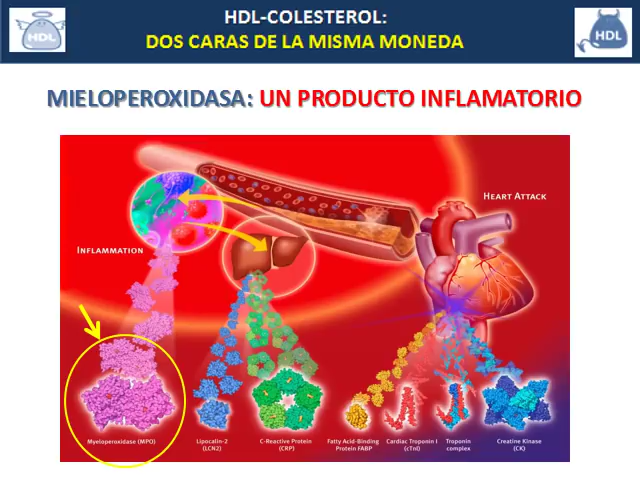 HDL-COLESTEROL:
DOS CARAS DE LA MISMA MONEDA
HDL
HDL
MIELOPEROXIDASA: UN PRODUCTO INFLAMATORIO
HEART ATTACK
INFLAMMATION
Myeloperoxidase (MPO)
Lipocalin-2
(LCN2)
C-Reactive Protein
(CRP)
Fatty Acid-Binding
Protein FABP
Cardiac Troponin I
(cTnI)
Troponin
complex
Creatine Kinase
(CK)